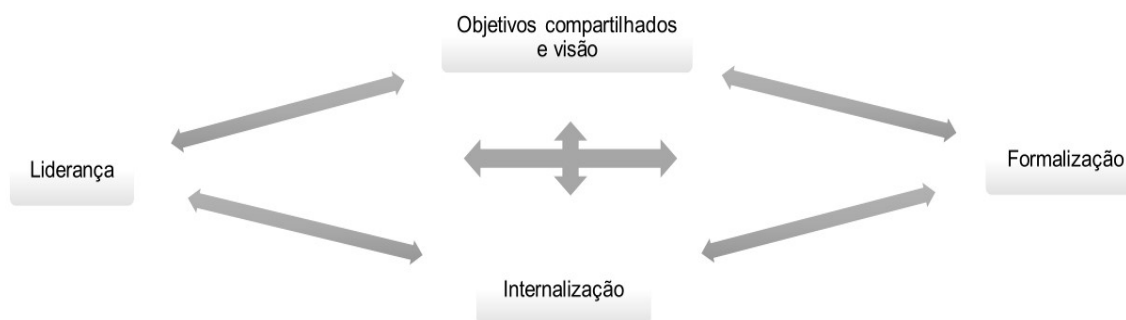 Objetivos compartilhados
e visão
Liderança
Formalização
Internalização